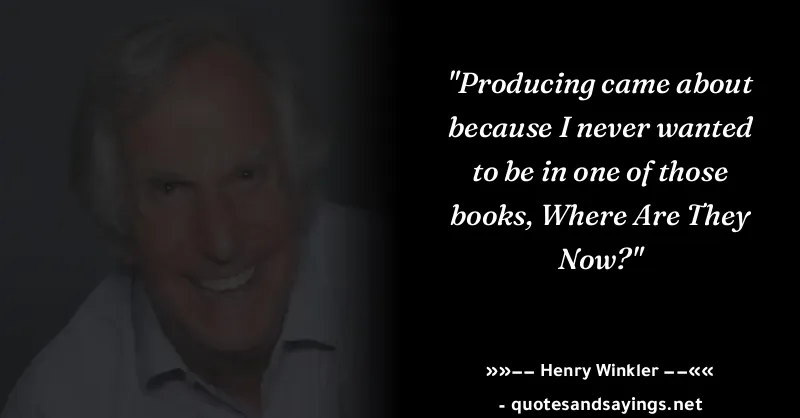 "Producing came about
because I never wanted
to be in one of those
books, Where Are They
Now?"
»»−− Henry Winkler −−««
- quotesandsayings.net